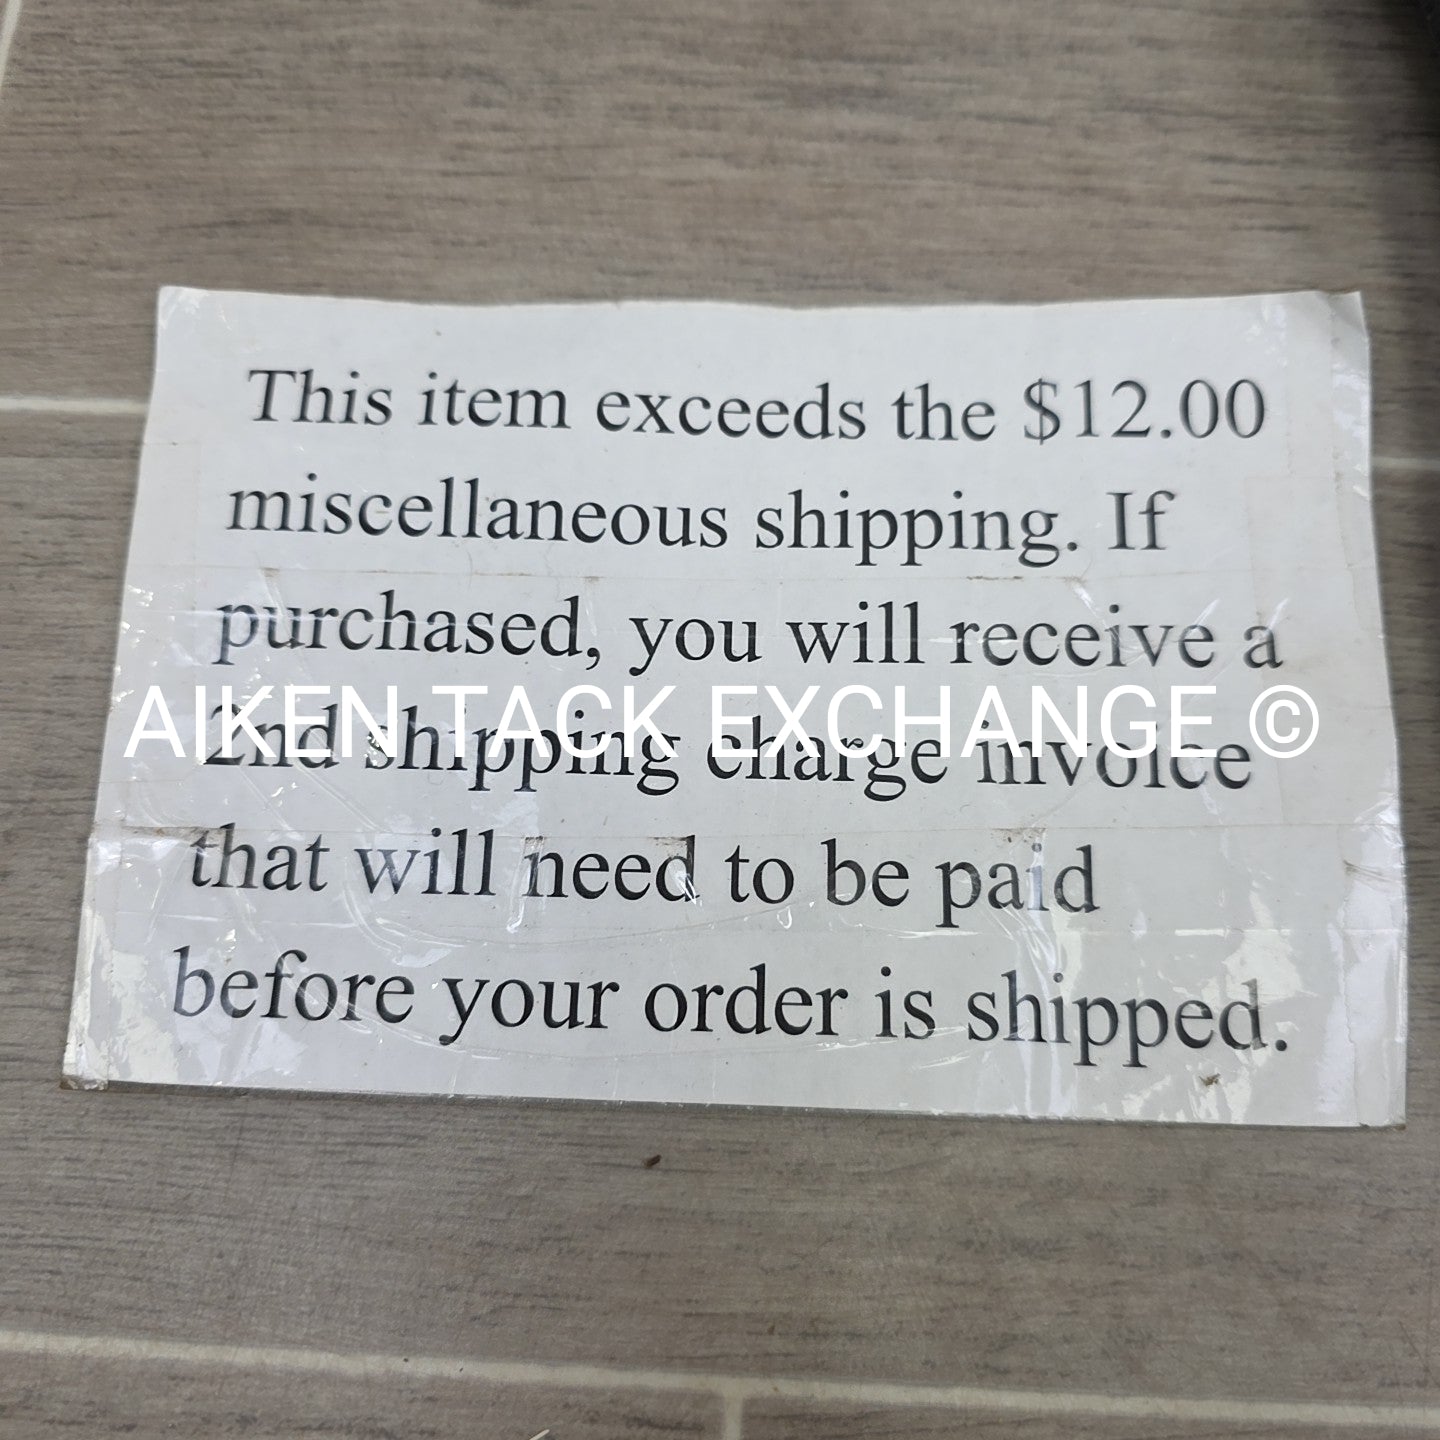 This item exceeds the $12.00
miscellaneous shipping. If
purchased, you will receive a
AIKEN TACK EXCHANGE ©
2nd shipping charge invoice
that will need to be paid
before your order is shipped.